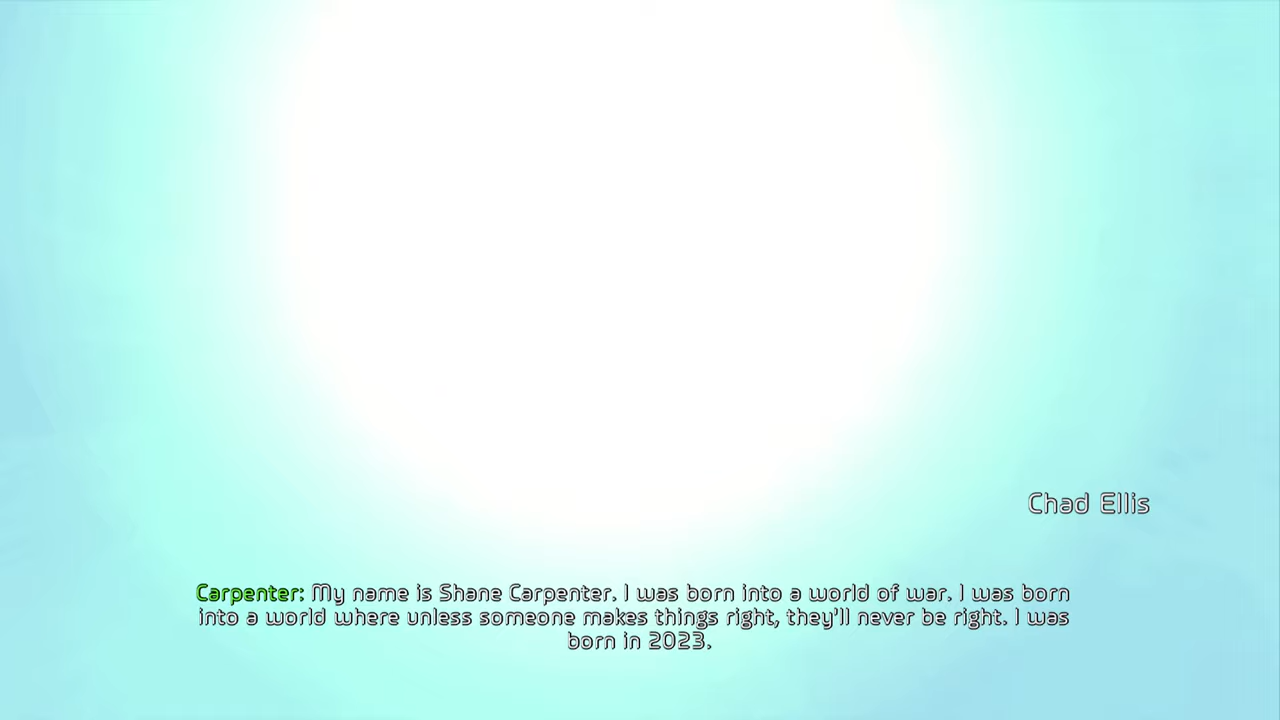 Chad Ellis
Carpenter: My name is Shane Carpenter. I was born into a world of war. I was born
into a world where unless someone makes things right, they'll never be right. I was
born in 2023.